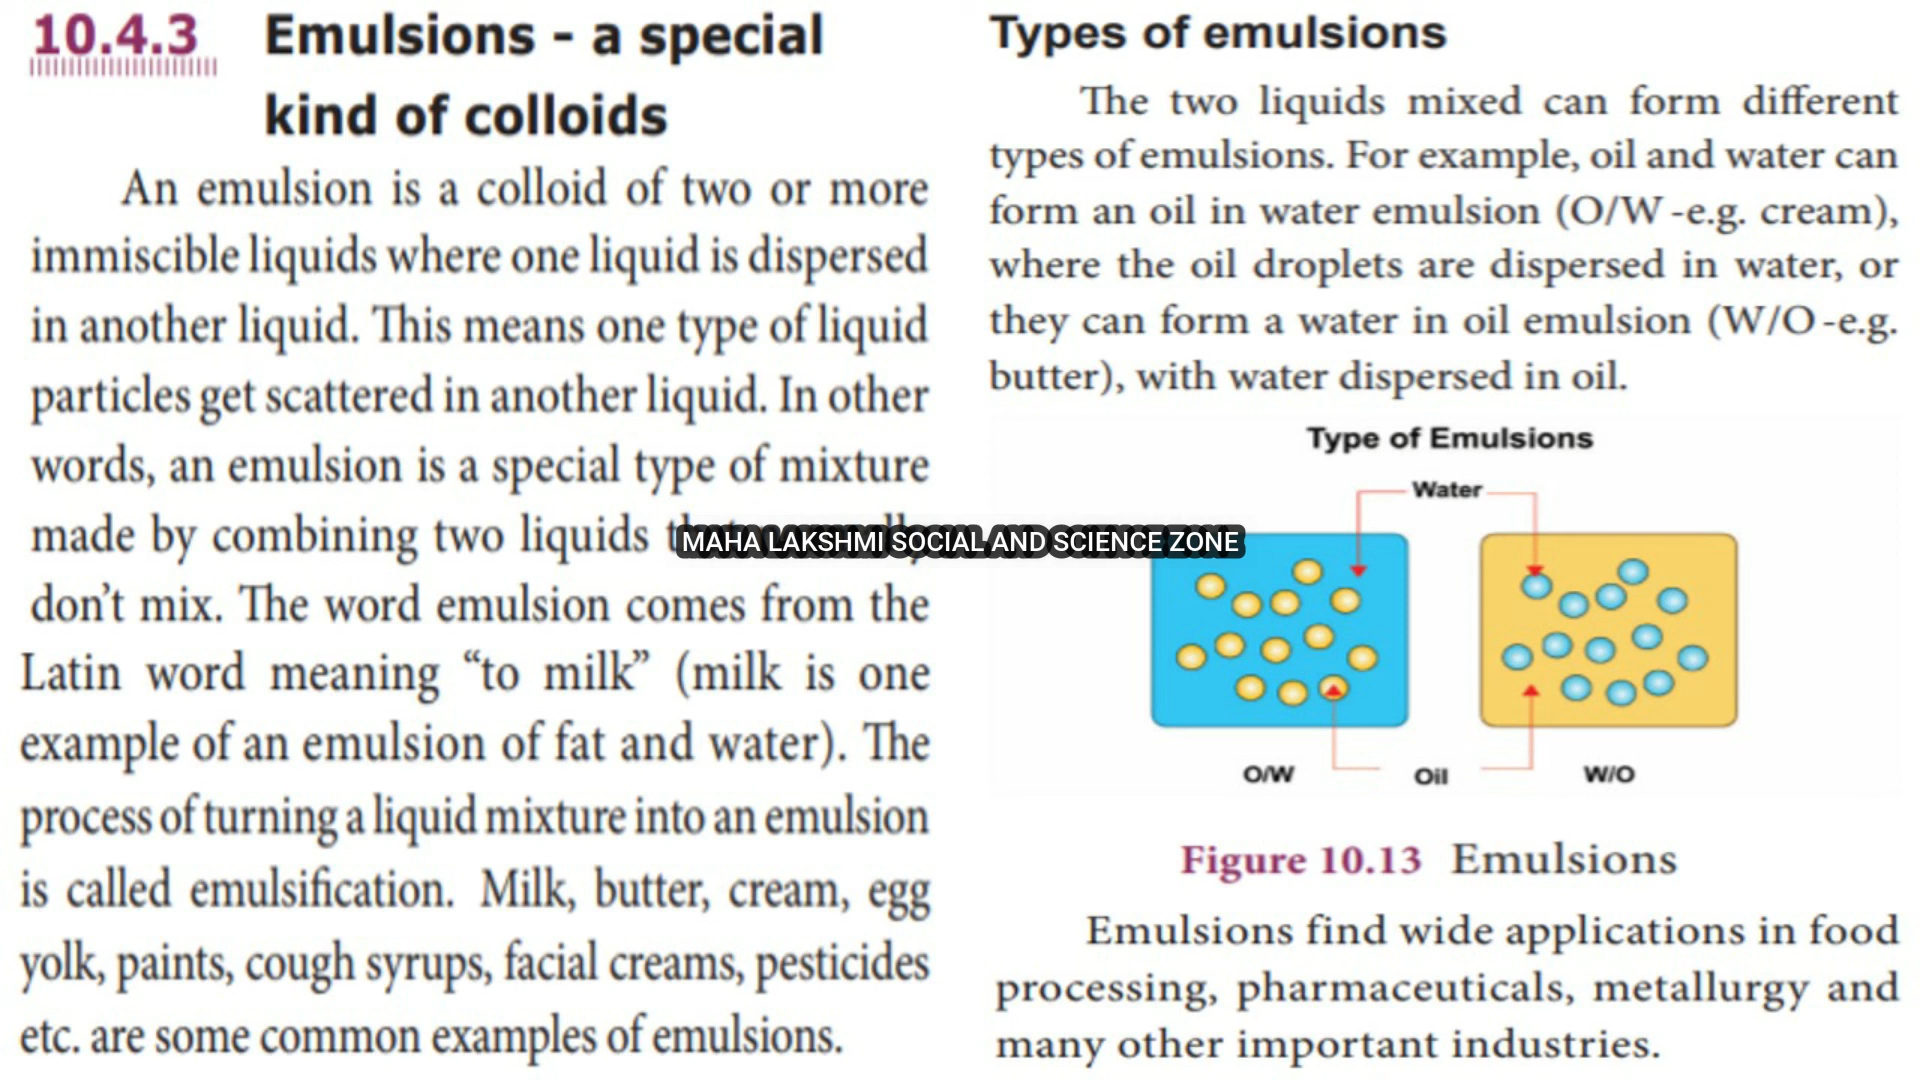 10.4.3 Emulsions - a special
kind of colloids
An emulsion is a colloid of two or more
immiscible liquids where one liquid is dispersed
in another liquid. This means one type of liquid
particles get scattered in another liquid. In other
words, an emulsion is a special type of mixture
made by combining two liquids
don't mix. The word emulsion comes from the
Latin word meaning “to milk” (milk is one
example of an emulsion of fat and water). The
process of turning a liquid mixture into an emulsion
is called emulsification. Milk, butter, cream, egg
yolk, paints, cough syrups, facial creams, pesticides
etc. are some common examples of emulsions.
MAHA LAKSHMI SOCIAL AND SCIENCE ZONE
Types of emulsions
The two liquids mixed can form different
types of emulsions. For example, oil and water can
form an oil in water emulsion (O/W -e.g. cream),
where the oil droplets are dispersed in water, or
they can form a water in oil emulsion (W/O -e.g.
butter), with water dispersed in oil.
Type of Emulsions
Water
O/W
Oil
W/O
Figure 10.13 Emulsions
Emulsions find wide applications in food
processing, pharmaceuticals, metallurgy and
many other important industries.